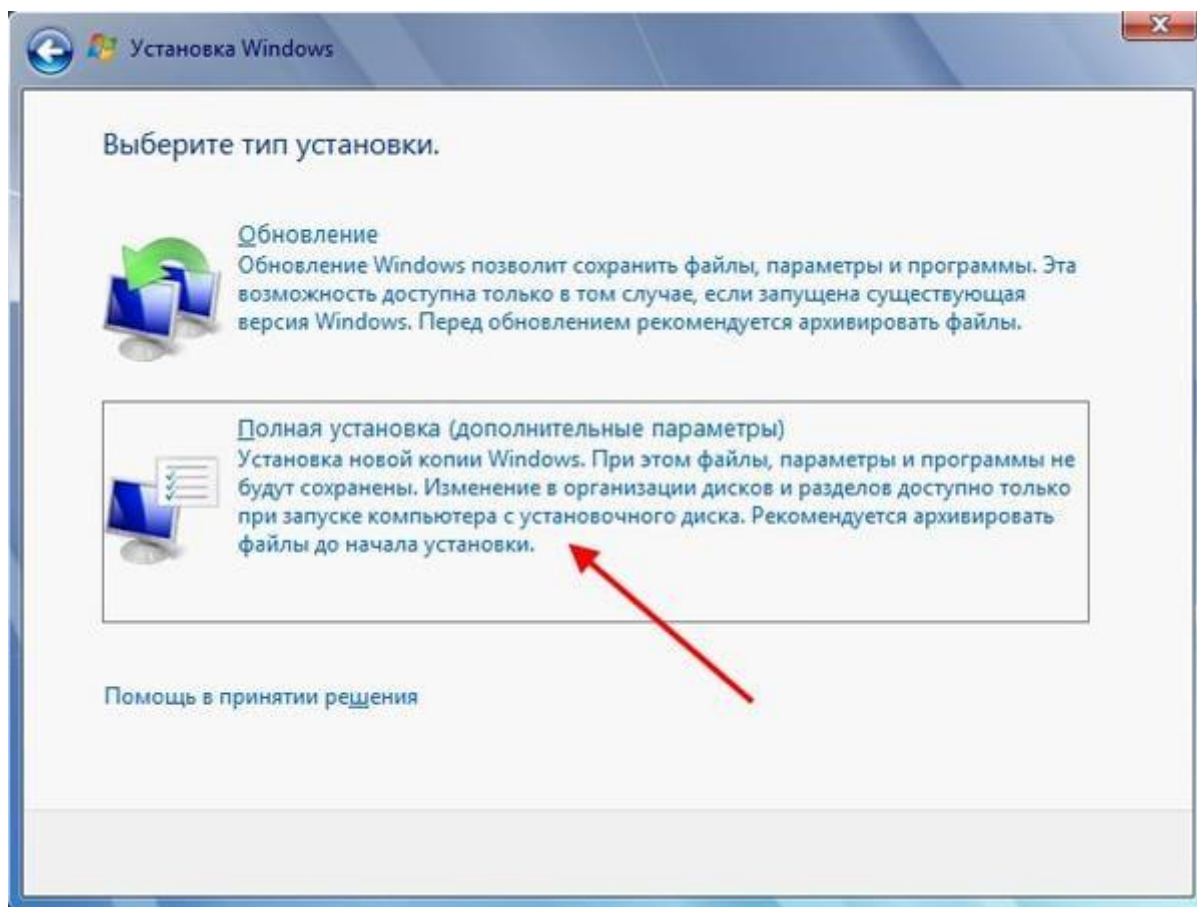 Установка Windows
Выберите тип установки.
Обновление
Обновление Windows позволит сохранить файлы, параметры и программы. Эта
возможность доступна только в том случае, если запущена существующая
версия Windows. Перед обновлением рекомендуется архивировать файлы.
Полная установка (дополнительные параметры)
Установка новой копии Windows. При этом файлы, параметры и программы не
будут сохранены. Изменение в организации дисков и разделов доступно только
при запуске компьютера с установочного диска. Рекомендуется архивировать
файлы до начала установки.
Помощь в принятии решения